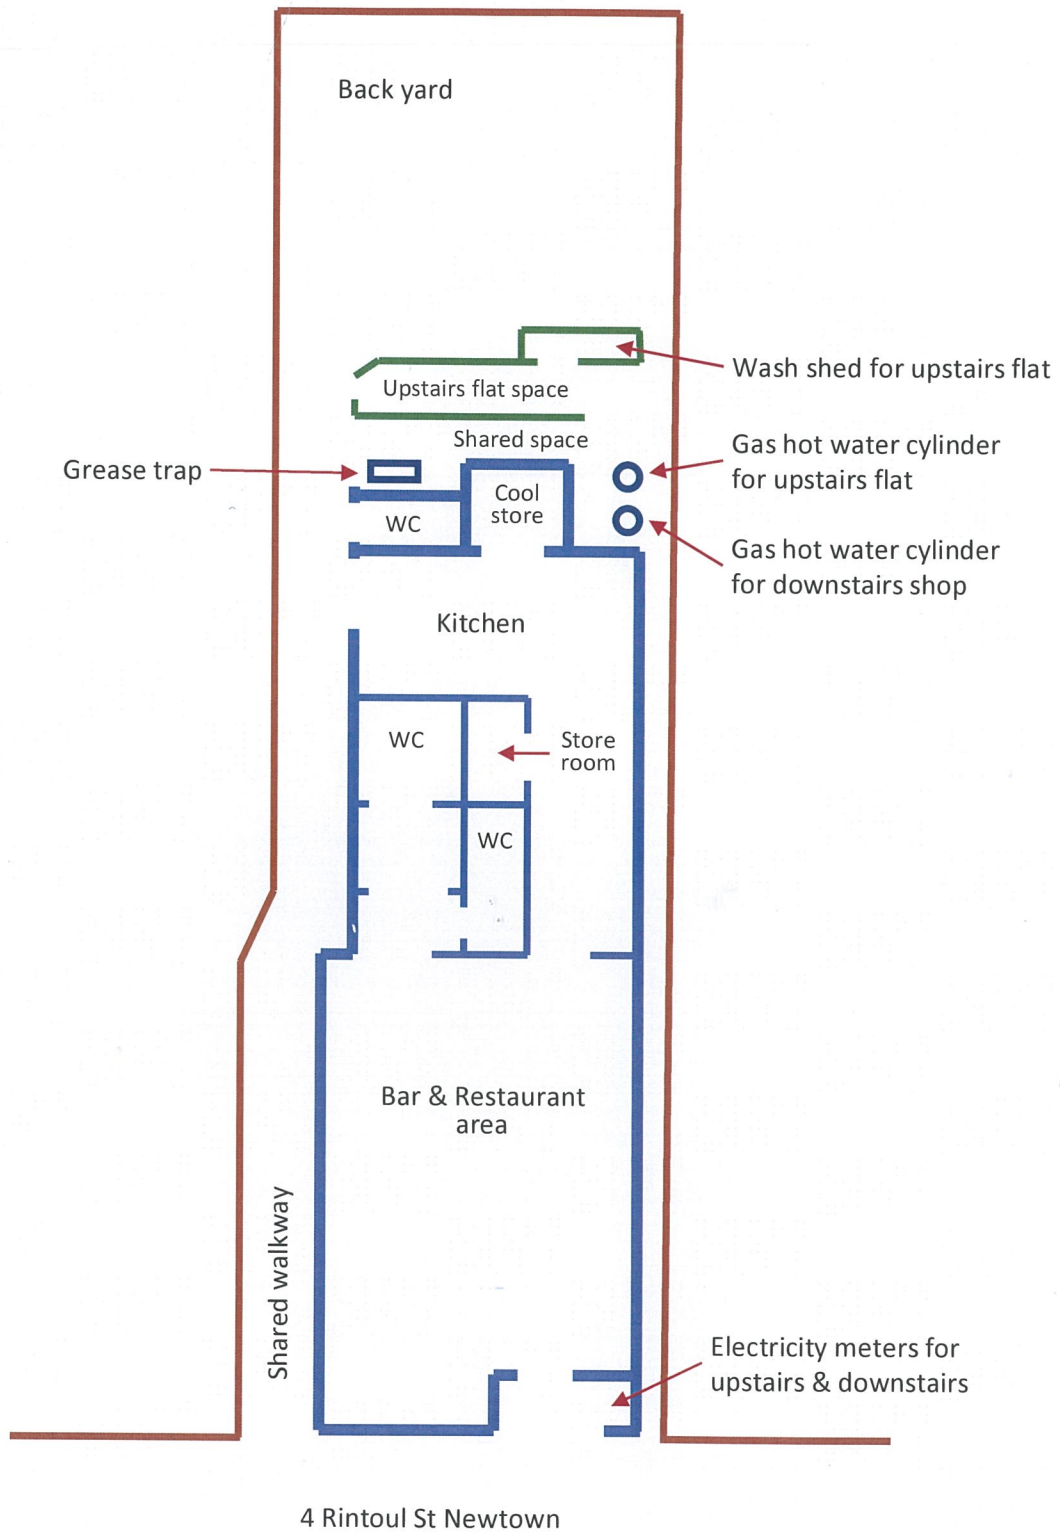 Back yard
Wash shed for upstairs flat
Upstairs flat space
Shared space
Gas hot water cylinder
for upstairs flat
Grease trap
Cool
store
WC
Gas hot water cylinder
for downstairs shop
Kitchen
WC
Store
room
WC
Bar & Restaurant
area
Shared walkway
Electricity meters for
upstairs & downstairs
4 Rintoul St Newtown